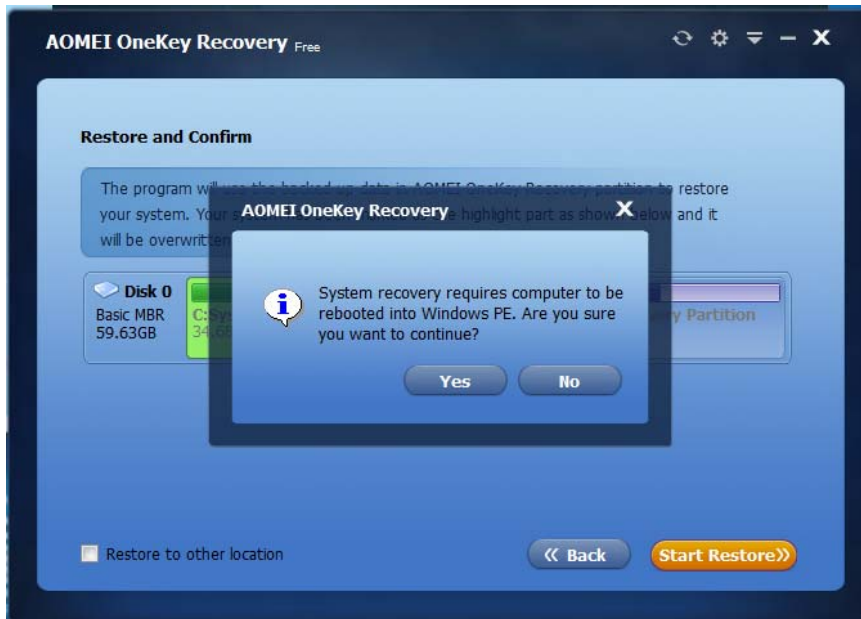 AOMEI OneKey Recovery Free
Restore and Confirm
The program will use the backed up data in AOMEI OneKey Recovery partition to restore
your system. Your highlight part as shown below and it
will be overwritten
AOMEI OneKey Recovery
System recovery requires computer to be
rebooted into Windows PE. Are you sure
you want to continue?
Yes No
Disk 0
Basic MBR
59.63GB
Partition
Restore to other location
Back
Start Restore